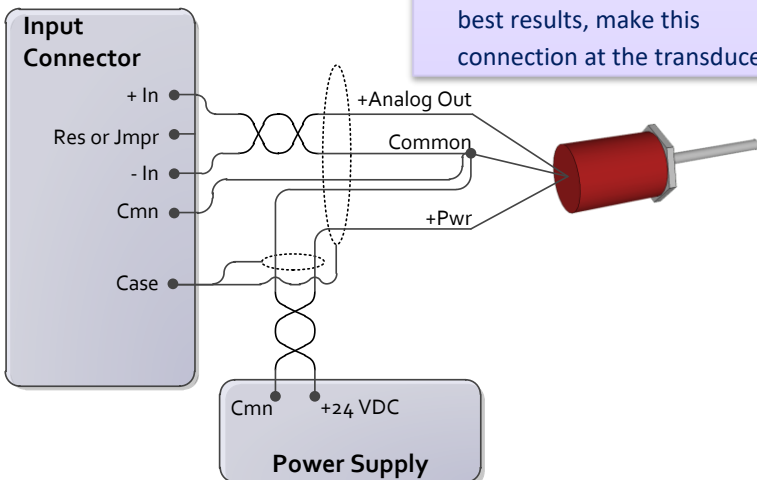 best results, make this
connection at the transduce
Input
Connector
+ In
Res or Jmpr
- In
Cmn
Case
+Analog Out
Common
+Pwr
Cmn
+24 VDC
Power Supply